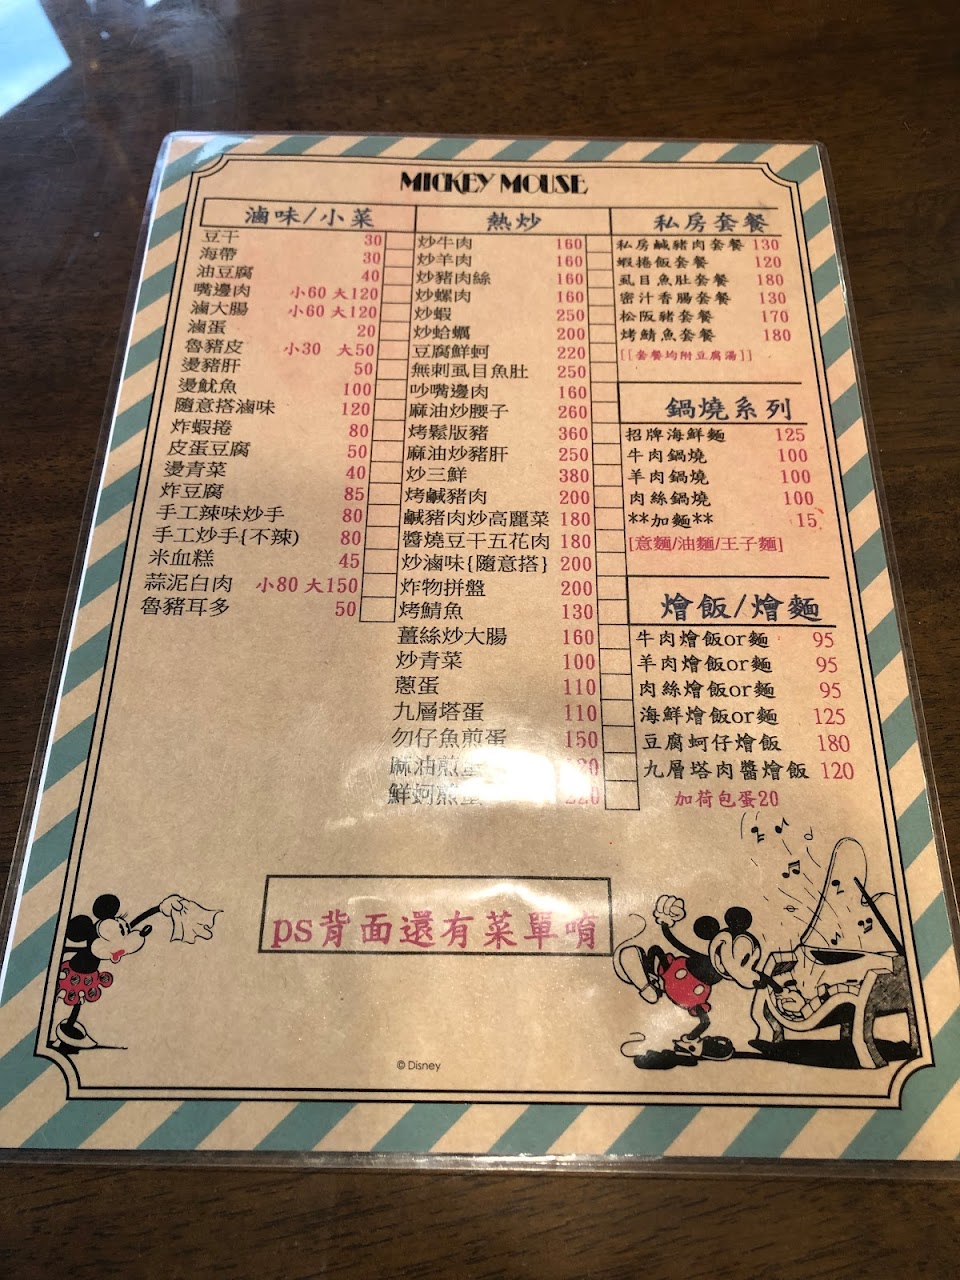 MICKEY MOUSE
滷味/小菜
豆干 30
海帶 30
油豆腐 40
嘴邊肉 小60 大120
滷大腸 小60 大120
滷蛋 20
魯豬皮 小30 大50
燙豬肝 50
燙魷魚 100
隨意搭滷味 120
炸蝦捲 80
皮蛋豆腐 50
燙青菜 40
炸豆腐 85
手工辣味炒手 80
手工炒手{不辣) 80
米血糕 45
蒜泥白肉 小80 大150
魯豬耳多 50
熱炒
炒牛肉 160
炒羊肉 160
炒豬肉絲 160
炒螺肉 160
炒蝦 250
炒蛤蠣 200
豆腐鮮蚵 220
無刺虱目魚肚 250
吵嘴邊肉 160
麻油炒腰子 260
烤鬆版豬 360
麻油炒豬肝 250
炒三鮮 380
烤鹹豬肉 200
鹹豬肉炒高麗菜 180
醬燒豆干五花肉 180
炒滷味{隨意搭} 200
炸物拼盤 200
烤鯖魚 130
薑絲炒大腸 160
炒青菜 100
蔥蛋 110
九層塔蛋 110
勿仔魚煎蛋 150
麻油煎蛋
鮮蚵煎蛋 220
私房套餐
私房鹹豬肉套餐 130
蝦捲飯套餐 120
虱目魚肚套餐 180
密汁香腸套餐 130
松阪豬套餐 170
烤鯖魚套餐 180
[[套餐均附豆腐湯]]
鍋燒系列
招牌海鮮麵 125
牛肉鍋燒 100
羊肉鍋燒 100
肉絲鍋燒 100
**加麵** 15
[意麵/油麵/王子麵]
燴飯/燴麵
牛肉燴飯or麵 95
羊肉燴飯or麵 95
肉絲燴飯or麵 95
海鮮燴飯or麵 125
豆腐蚵仔燴飯 180
九層塔肉醬燴飯 120
加荷包蛋20
ps背面還有菜單唷
© Disney